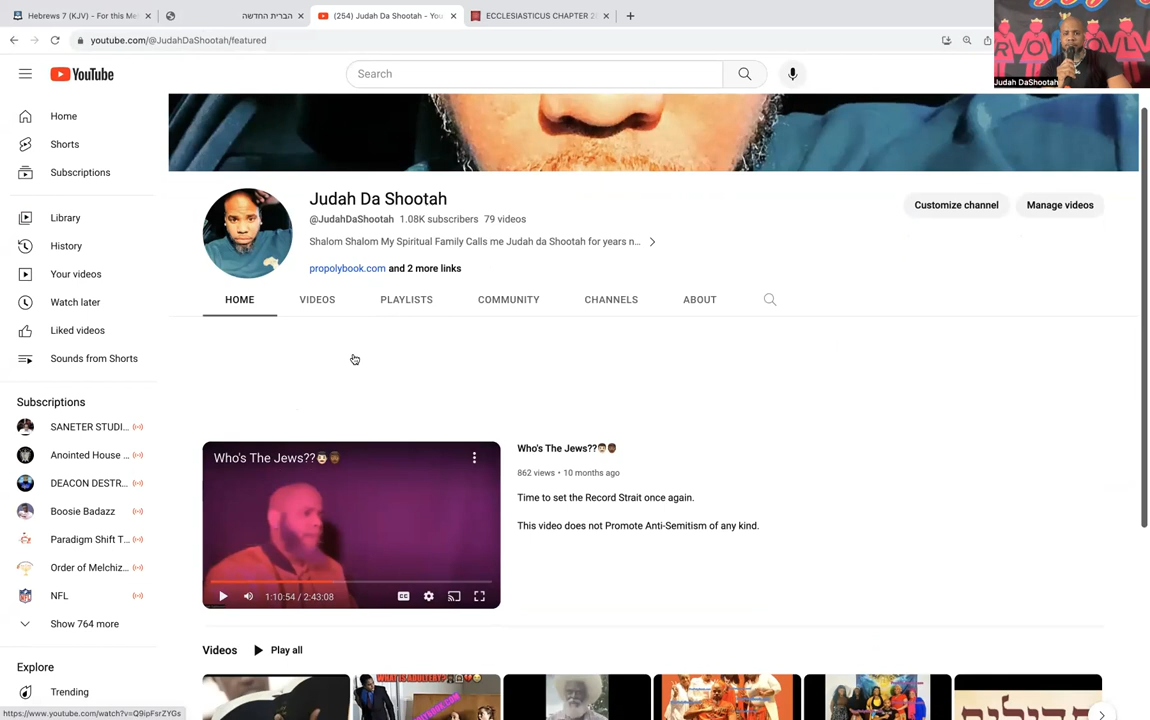 Hebrews 7 (KJV) - For this Me
הברית החדשה
(254) Judah Da Shootah - You
ECCLESIASTICUS CHAPTER 2
youtube.com/@JudahDaShootah/featured
Judah DaShootah
YouTube
Search
Home
Shorts
Subscriptions
Library
History
Your videos
Watch later
Liked videos
Sounds from Shorts
Subscriptions
SANETER STUDI...
Anointed House ...
DEACON DESTR...
Boosie Badazz
Paradigm Shift T...
Order of Melchiz...
NFL
Show 764 more
Explore
Trending
https://www.youtube.com/watch?v=Q9ipFsrZYGs
Judah Da Shootah
@JudahDaShootah 1.08K subscribers 79 videos
Shalom Shalom My Spiritual Family Calls me Judah da Shootah for years n...
propolybook.com and 2 more links
Customize channel
Manage videos
HOME VIDEOS PLAYLISTS COMMUNITY CHANNELS ABOUT
Who's The Jews??
1:10:54 / 2:43:08
Who's The Jews??
862 views • 10 months ago
Time to set the Record Strait once again.
This video does not Promote Anti-Semitism of any kind.
Videos Play all
WHAT IS ADULTERY?